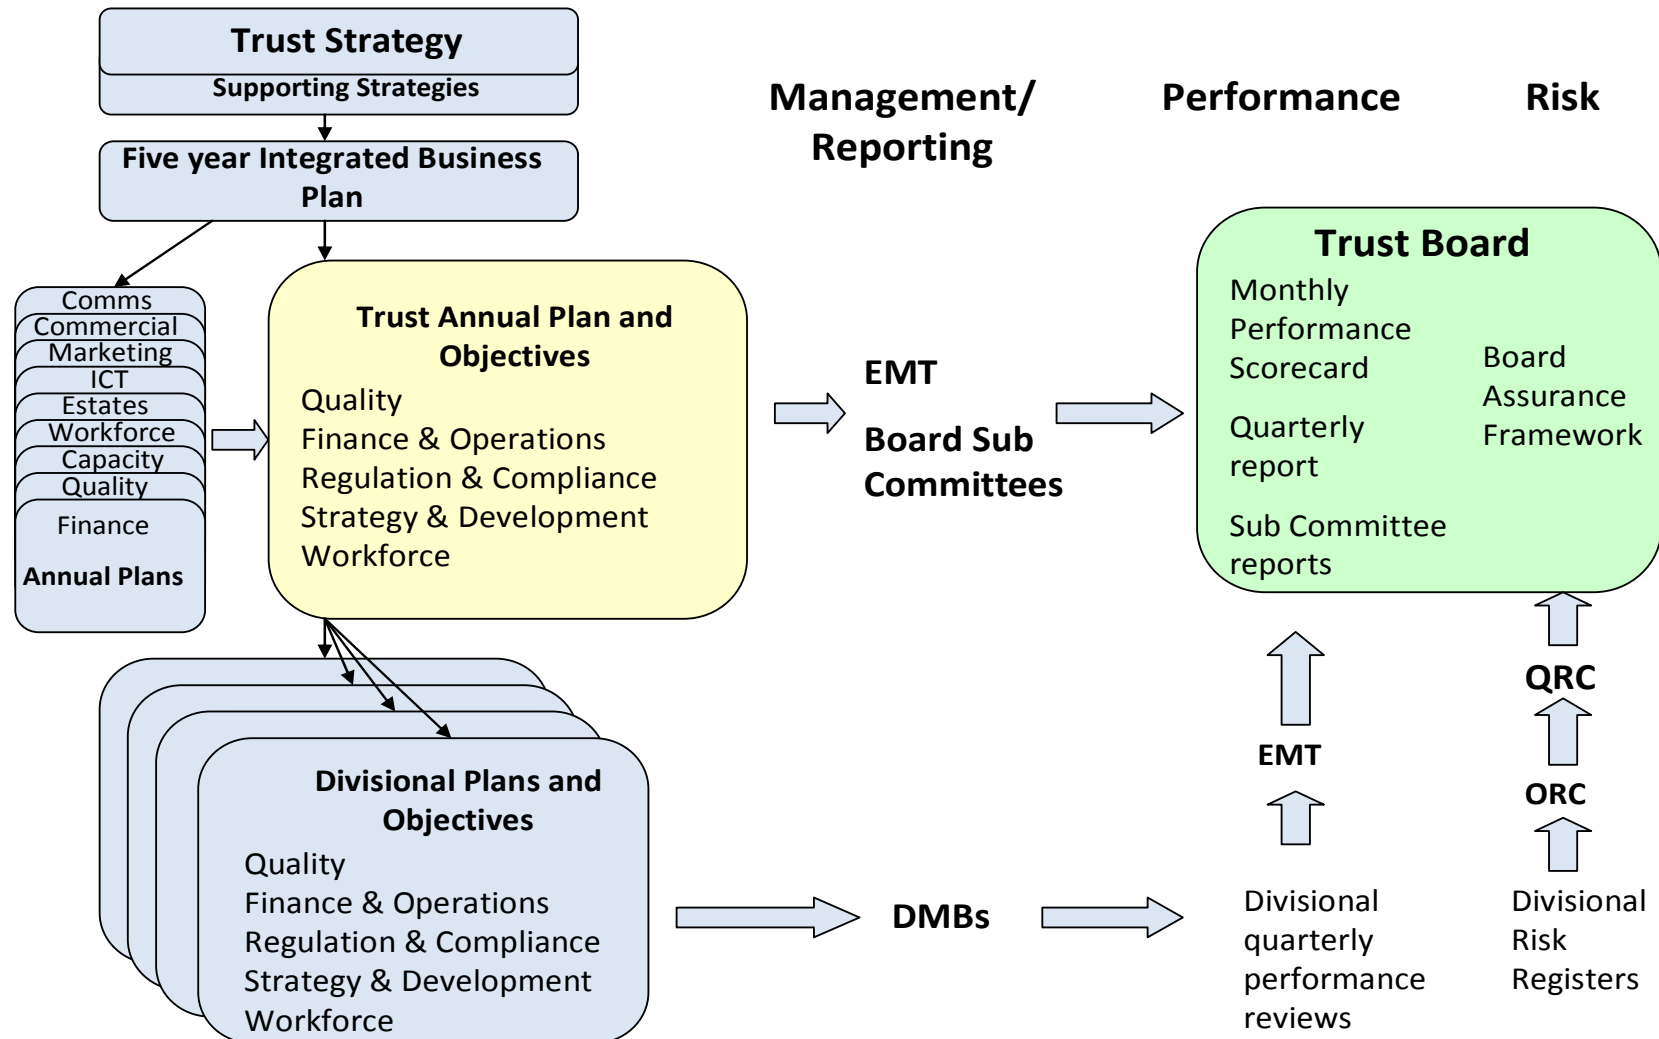 Trust Strategy
Supporting Strategies
Five year Integrated Business
Plan
Management/
Reporting
Performance
Risk
Comms
Commercial
Marketing
ICT
Estates
Workforce
Capacity
Quality
Finance
Annual Plans
Trust Annual Plan and
Objectives
Quality
Finance & Operations
Regulation & Compliance
Strategy & Development
Workforce
EMT
Board Sub
Committees
Trust Board
Monthly
Performance
Scorecard
Quarterly
report
Sub Committee
reports
Board
Assurance
Framework
Divisional Plans and
Objectives
Quality
Finance & Operations
Regulation & Compliance
Strategy & Development
Workforce
DMBs
EMT
Divisional
quarterly
performance
reviews
QRC
ORC
Divisional
Risk
Registers